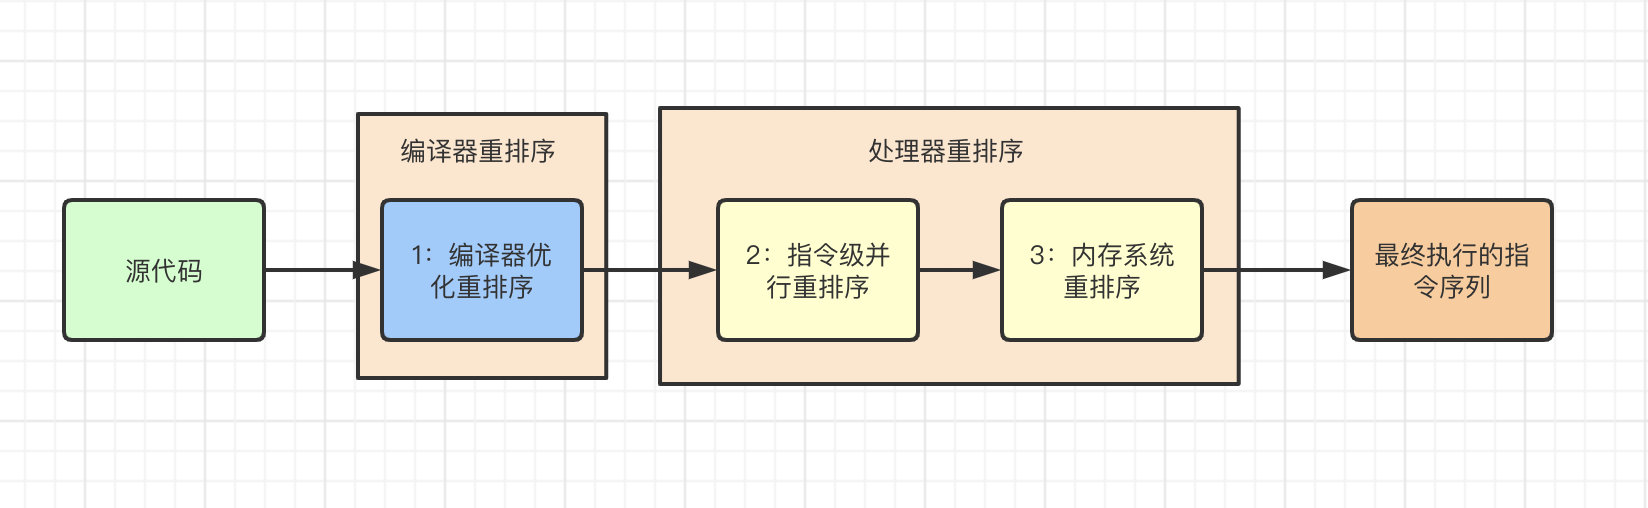 编译器重排序
处理器重排序
源代码
1：编译器优
化重排序
2：指令级并
行重排序
3：内存系统
重排序
最终执行的指
令序列